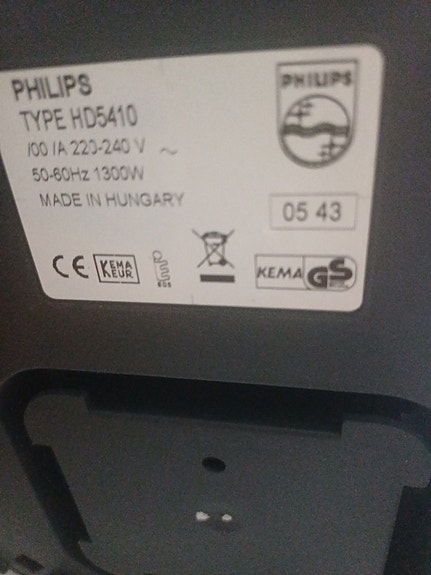 PHILIPS
PHILIPS
TYPE HD5410
/00 /A 220-240 V ~
50-60Hz 1300W
MADE IN HUNGARY
05 43
CE
KEMA
KEUR
KEMA
GS